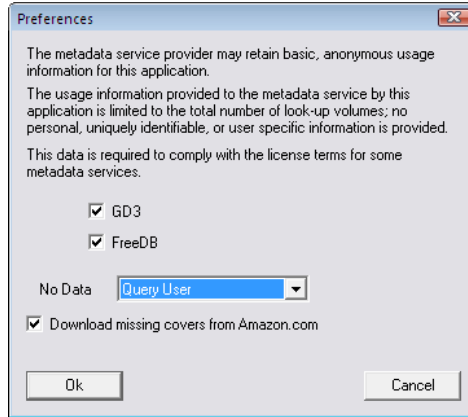 Preferences
The metadata service provider may retain basic, anonymous usage
information for this application.
The usage information provided to the metadata service by this
application is limited to the total number of look-up volumes; no
personal, uniquely identifiable, or user specific information is provided.
This data is required to comply with the license terms for some
metadata services.
GD3
FreeDB
No Data Query User
Download missing covers from Amazon.com
Ok Cancel